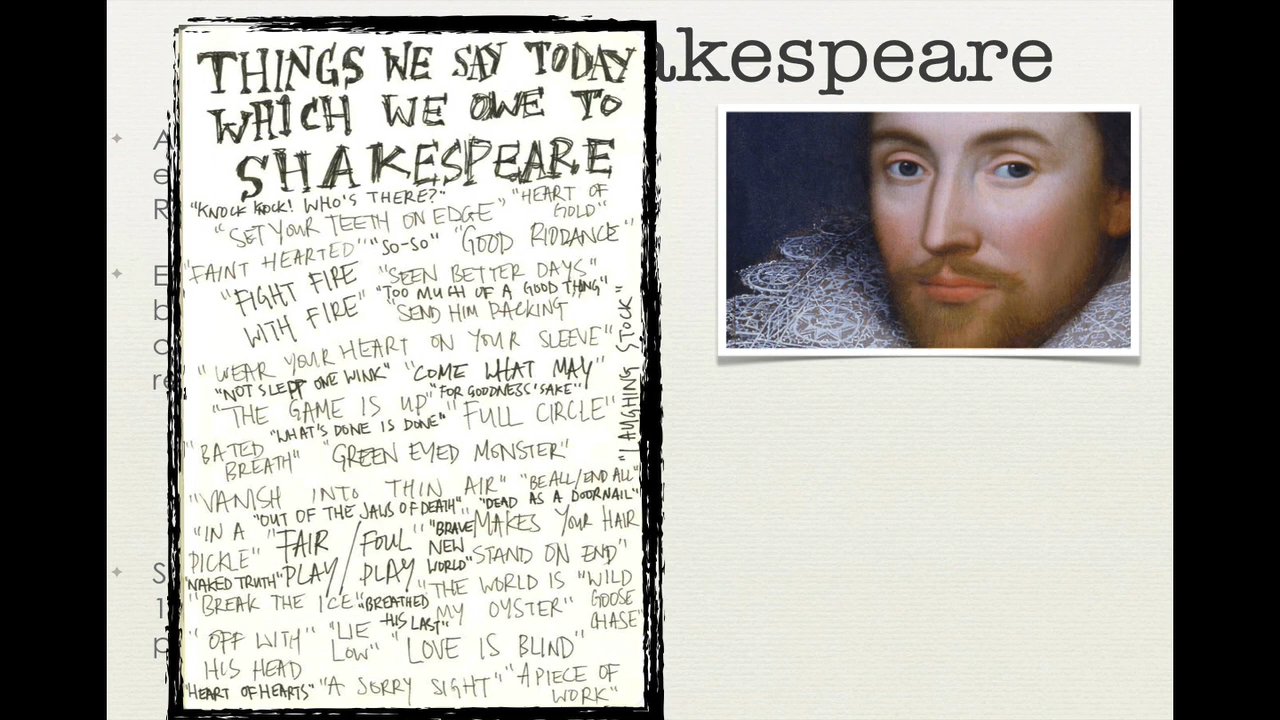 akespeare
THINGS WE SAY TODAY
WHICH WE OWE TO
SHAKESPEARE
"KNOCK KNOCK! WHO'S THERE?"
"HEART OF
GOLD"
"SET YOUR TEETH ON EDGE"
"FAINT HEARTED"
"SO-SO"
"GOOD RIDDANCE"
"FIGHT FIRE
WITH FIRE"
"SEEN BETTER DAYS"
"TOO MUCH OF A GOOD THING"
"SEND HIM PACKING
"LAUGHING STOCK"
"WEAR YOUR HEART ON YOUR SLEEVE"
"NOT SLEPP ONE WINK"
"COME WHAT MAY"
"FOR GOODNESS' SAKE"
"THE GAME IS UP"
"FULL CIRCLE"
"WHAT'S DONE IS DONE"
"BATED
BREATH"
"GREEN EYED MONSTER"
"VANISH INTO THIN AIR"
"BE ALL/END ALL"
"OUT OF THE JAWS OF DEATH"
"DEAD AS A DOORNAIL"
"IN A
PICKLE"
"FAIR
PLAY/
FOUL
PLAY"
"BRAVE
NEW
WORLD"
MAKES YOUR HAIR
STAND ON END"
"NAKED TRUTH"
"THE WORLD IS
MY OYSTER"
"WILD
GOOSE
CHASE"
"BREAK THE ICE"
"BREATHED
HIS LAST"
"OFF WITH"
HIS HEAD
"LIE
LOW"
"LOVE IS BLIND"
"HEART OF HEARTS"
"A SORRY SIGHT"
"A PIECE OF
WORK"